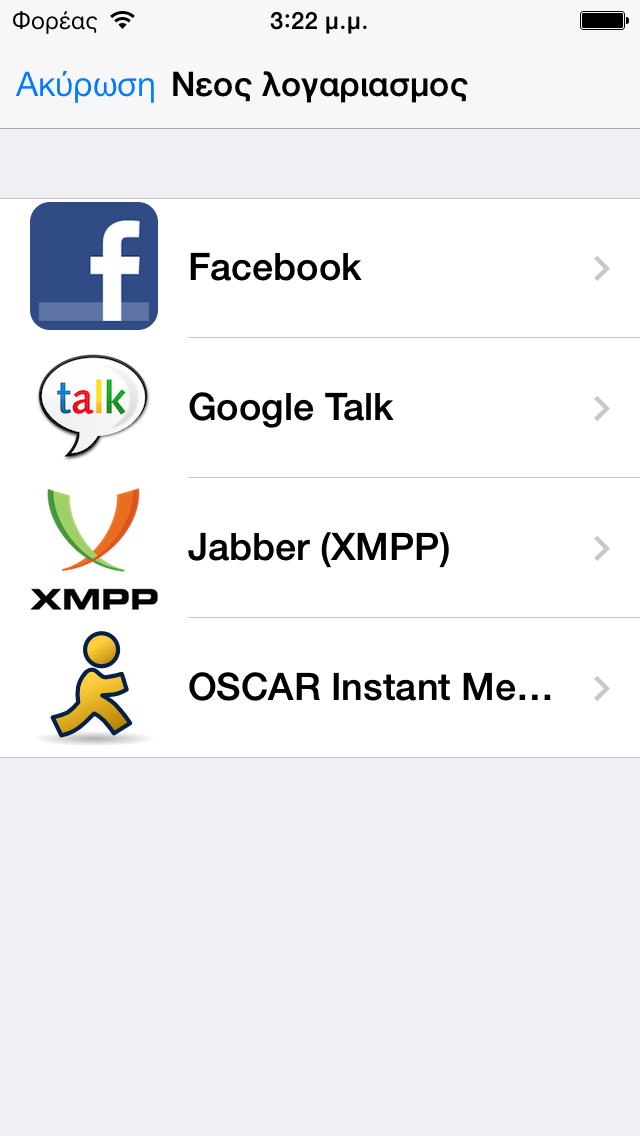 Φορέας 3:22 μ.μ.
Ακύρωση Νεος λογαριασμος
f
Facebook
talk
Google Talk
Jabber (XMPP)
XMPP
OSCAR Instant Me...